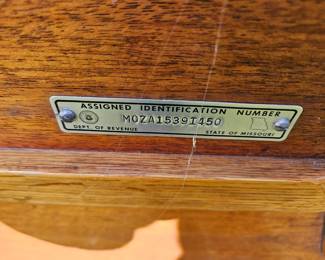 ASSIGNED IDENTIFICATION NUMBER
MOZA1539I450
DEPT. OF REVENUE STATE OF MISSOURI